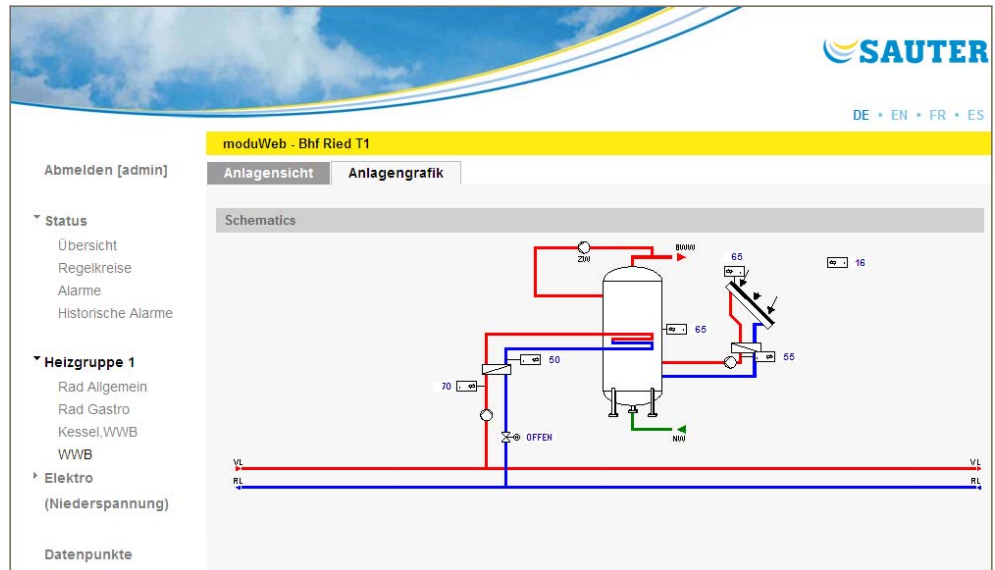 SAUTER
DE • EN • FR • ES
moduWeb - Bhf Ried T1
Abmelden [admin]
Anlagensicht
Anlagengrafik
Status
Übersicht
Regelkreise
Alarme
Historische Alarme
Heizgruppe 1
Rad Allgemein
Rad Gastro
Kessel,WWB
WWB
Elektro
(Niederspannung)
Datenpunkte
Schematics
ZW
BWW
65
16
65
50
55
70
OFFEN
NW
VL
VL
RL
RL